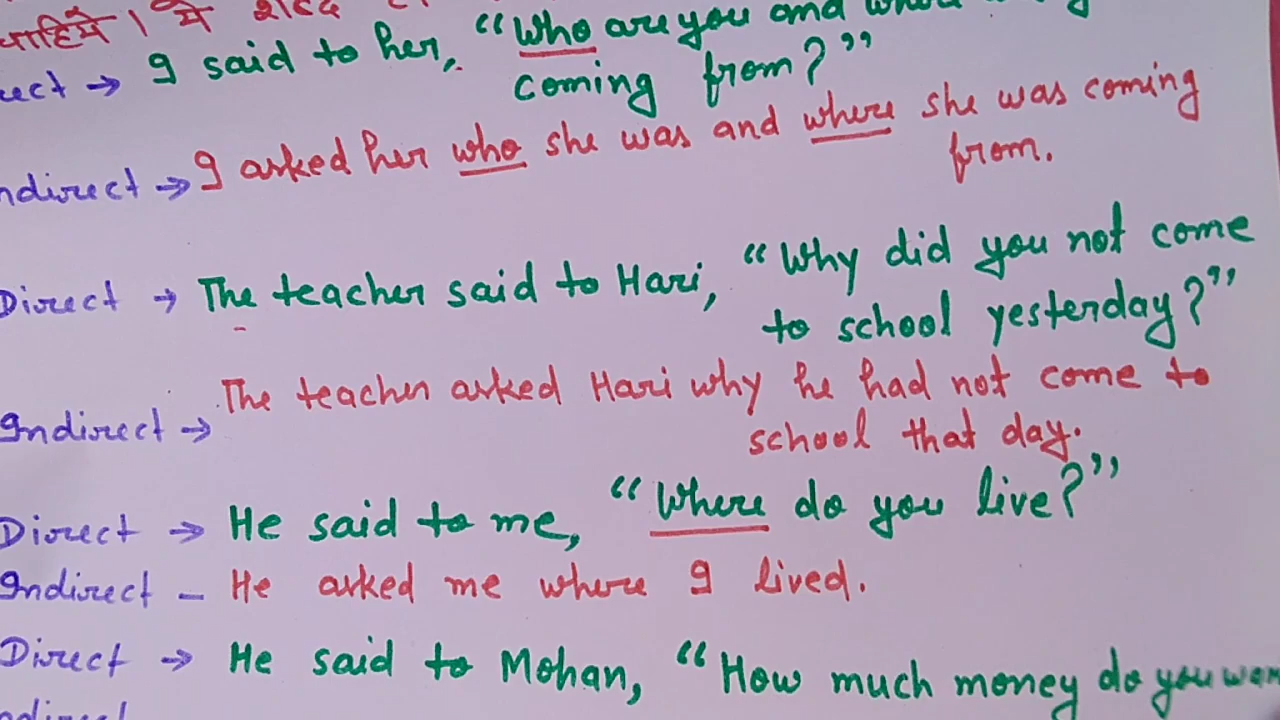 चाहिये। ये शब्द
I said to her, "Who are you and
coming from?"
Indirect → I asked her who she was and where she was coming
from.
Direct → The teacher said to Hari, "Why did you not come
to school yesterday?"
Indirect → The teacher asked Hari why he had not come to
school that day.
Direct → He said to me, "Where do you live?"
Indirect – He asked me where I lived.
Direct → He said to Mohan, "How much money do you